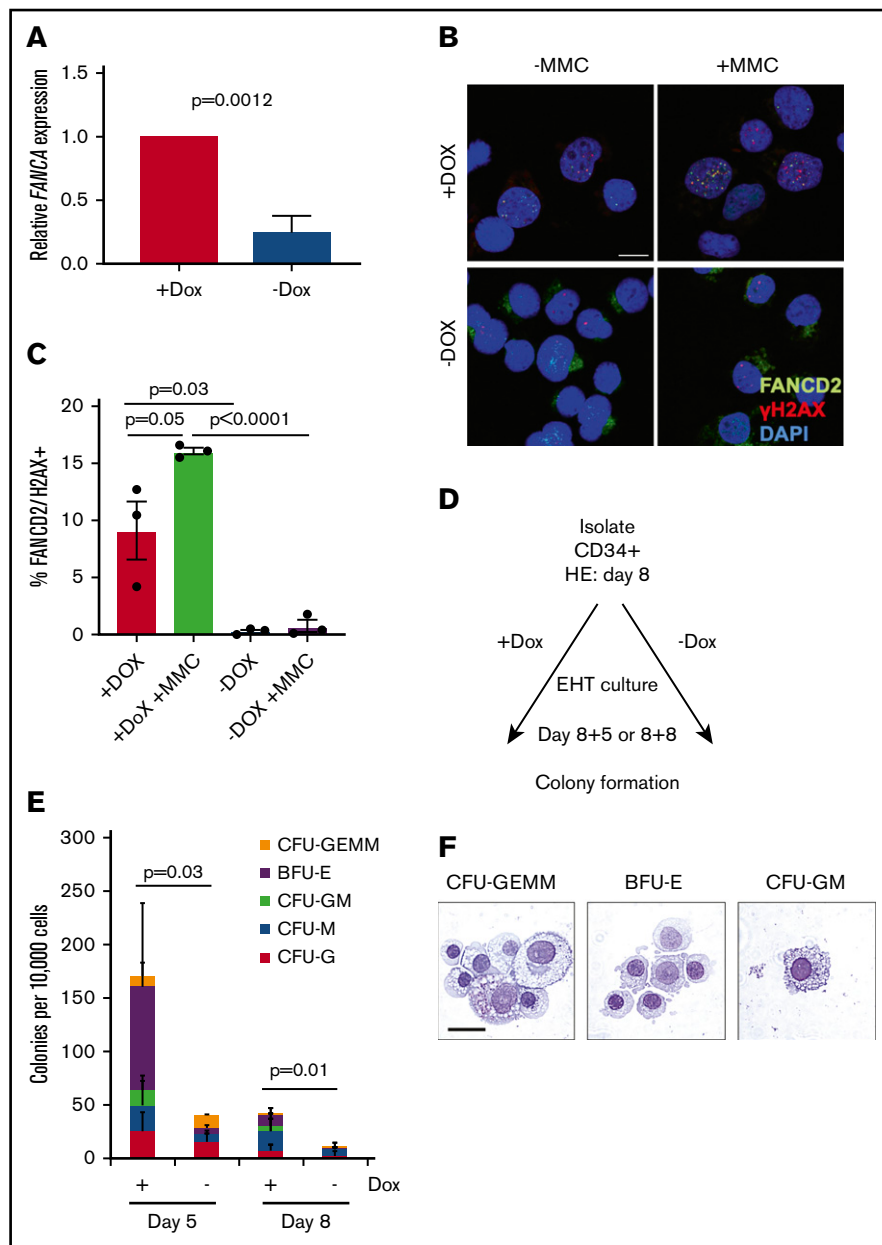 A
Relative FANCA expression
1.5
1.0
0.5
0.0
p=0.0012
+Dox
-Dox
B
-MMC
+MMC
+DOX
-DOX
FANCD2
γH2AX
DAPI
C
% FANCD2/H2AX+
20
15
10
5
0
p=0.03
p=0.05
p<0.0001
+DOX
+DoX +MMC
-DOX
-DOX +MMC
D
Isolate
CD34+
HE: day 8
+Dox
-Dox
EHT culture
Day 8+5 or 8+8
Colony formation
E
Colonies per 10,000 cells
300
250
200
150
100
50
0
p=0.03
p=0.01
CFU-GEMM
BFU-E
CFU-GM
CFU-M
CFU-G
+
-
+
-
Dox
Day 5
Day 8
F
CFU-GEMM
BFU-E
CFU-GM